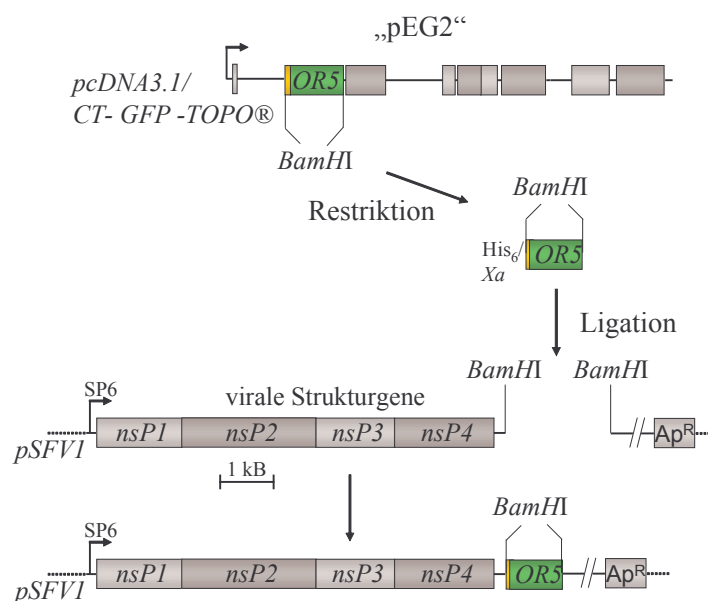 „pEG2“
pcDNA3.1/
CT- GFP -TOPO®
OR5
BamHI
Restriktion
BamHI
His6/
Xa
OR5
Ligation
BamHI BamHI
SP6
virale Strukturgene
nsP1 nsP2 nsP3 nsP4
ApR
pSFV1
1 kB
BamHI
SP6
nsP1 nsP2 nsP3 nsP4 OR5 ApR
pSFV1